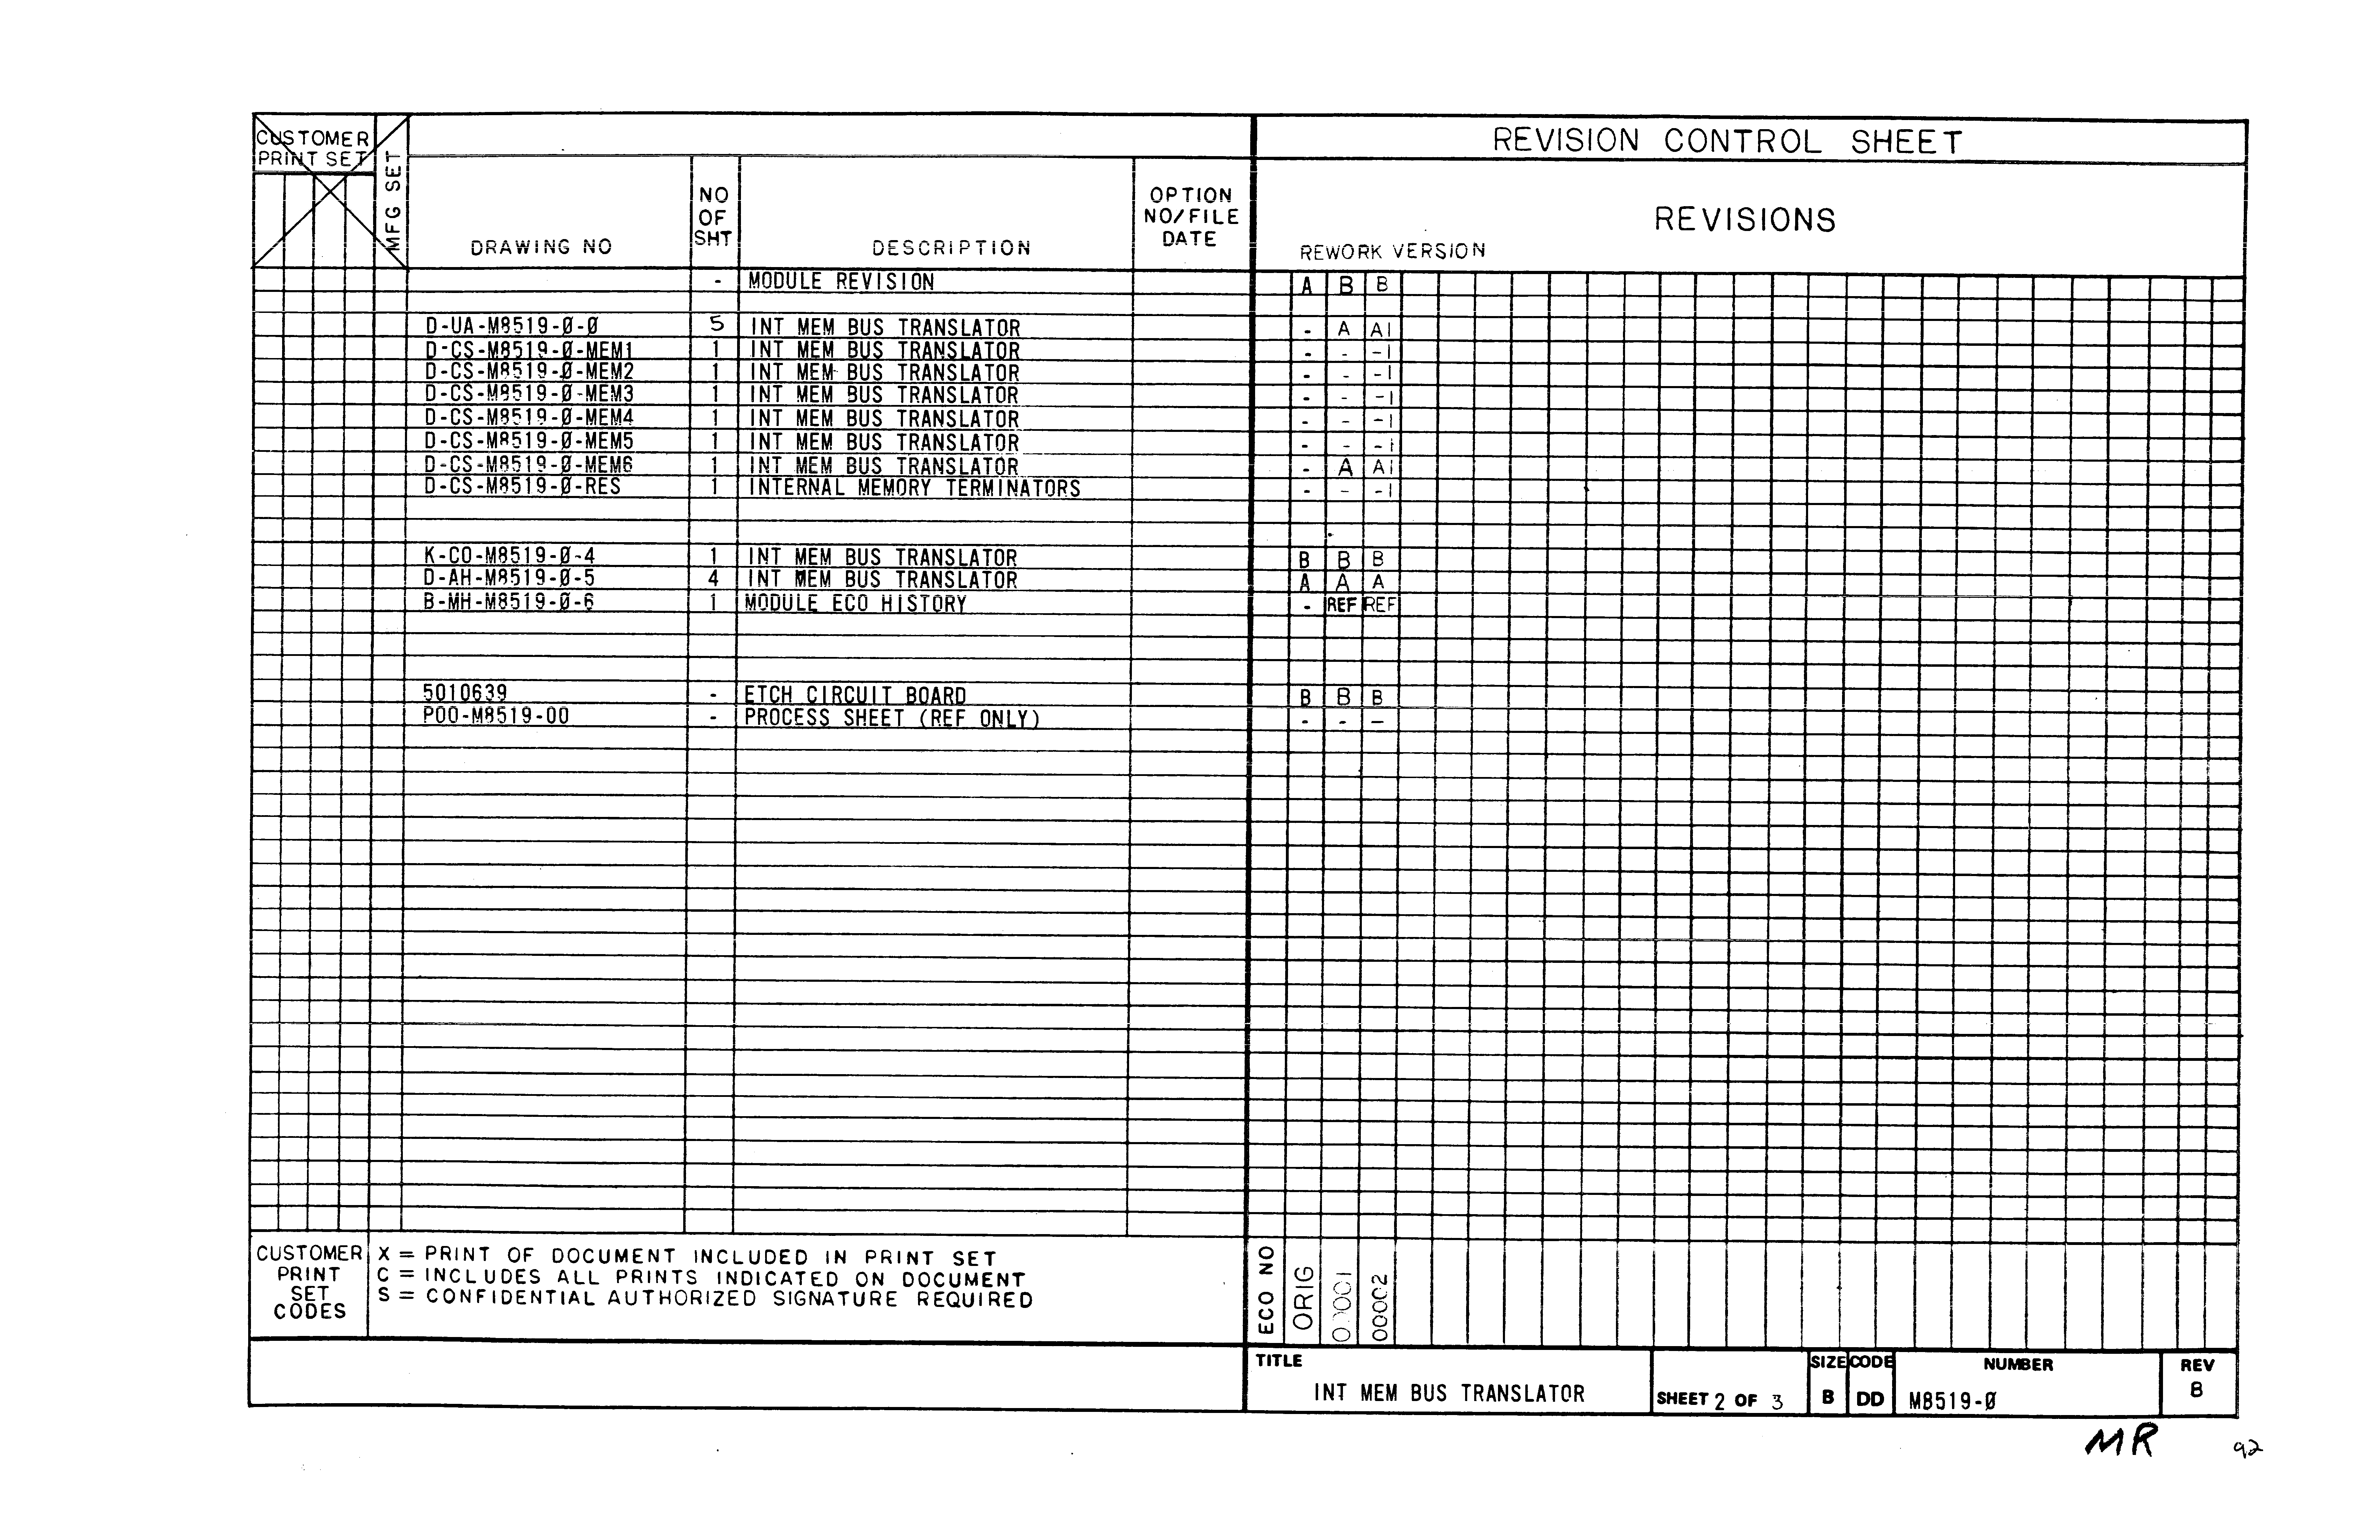 CUSTOMER PRINT SET
MFG SET
DRAWING NO
NO OF SHT
DESCRIPTION
OPTION NO/FILE DATE
REVISION CONTROL SHEET
REVISIONS
REWORK VERSION
- MODULE REVISION A B B
D-UA-M8519-Ø-Ø 5 INT MEM BUS TRANSLATOR - A A1
D-CS-M8519-Ø-MEM1 1 INT MEM BUS TRANSLATOR - - -1
D-CS-M8519-Ø-MEM2 1 INT MEM BUS TRANSLATOR - - -1
D-CS-M8519-Ø-MEM3 1 INT MEM BUS TRANSLATOR - - -1
D-CS-M8519-Ø-MEM4 1 INT MEM BUS TRANSLATOR - - -1
D-CS-M8519-Ø-MEM5 1 INT MEM BUS TRANSLATOR - - -1
D-CS-M8519-Ø-MEM6 1 INT MEM BUS TRANSLATOR - A A1
D-CS-M8519-Ø-RES 1 INTERNAL MEMORY TERMINATORS - - -1
K-CO-M8519-Ø-4 1 INT MEM BUS TRANSLATOR B B B
D-AH-M8519-Ø-5 4 INT MEM BUS TRANSLATOR A A A
B-MH-M8519-Ø-6 1 MODULE ECO HISTORY - REF REF
5010639 - ETCH CIRCUIT BOARD B B B
P00-M8519-00 - PROCESS SHEET (REF ONLY) - - -
CUSTOMER PRINT SET CODES
X = PRINT OF DOCUMENT INCLUDED IN PRINT SET
C = INCLUDES ALL PRINTS INDICATED ON DOCUMENT
S = CONFIDENTIAL AUTHORIZED SIGNATURE REQUIRED
ECO NO ORIG 00001 00002
TITLE
INT MEM BUS TRANSLATOR
SHEET 2 OF 3
SIZE B
CODE DD
NUMBER M8519-Ø
REV B
MR 92